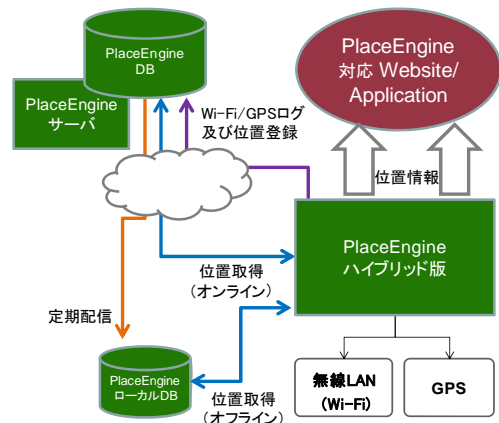 PlaceEngine
DB
PlaceEngine
サーバ
Wi-Fi/GPSログ
及び位置登録
PlaceEngine
対応 Website/
Application
位置情報
PlaceEngine
ハイブリッド版
位置取得
(オンライン)
定期配信
PlaceEngine
ローカルDB
位置取得
(オフライン)
無線LAN
(Wi-Fi)
GPS